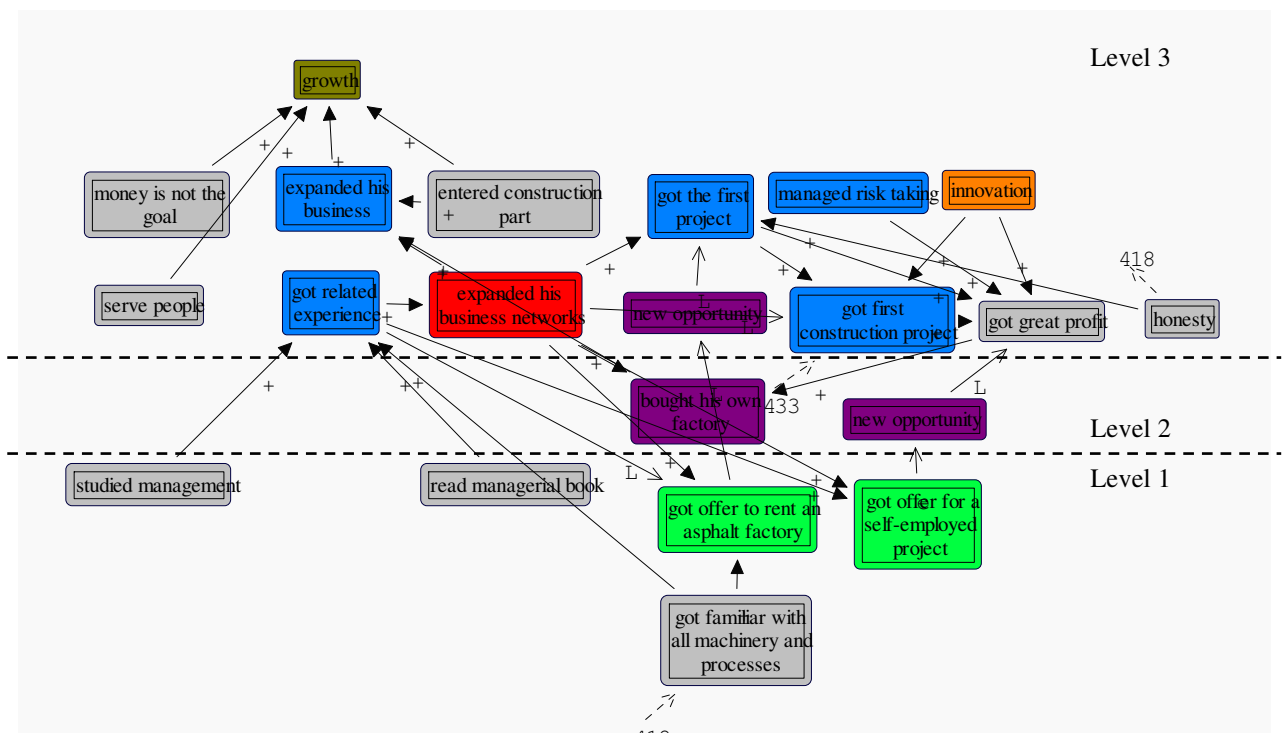 Level 3
growth
+
+
+
+
money is not the
goal
expanded his
business
entered construction
+
part
got the first
project
managed risk taking
innovation
serve people
got related
experience
+
expanded his
business networks
+
+
+
+
new opportunity
L
L
got first
construction project
+
+
+
+
+
got great profit
418
honesty
+
+
+
+
bought his own
factory
L
433
+
new opportunity
L
Level 2
studied management
read managerial book
L
+
Level 1
got offer to rent an
asphalt factory
+
+
got offer for a
self-employed
project
got familiar with
all machinery and
processes